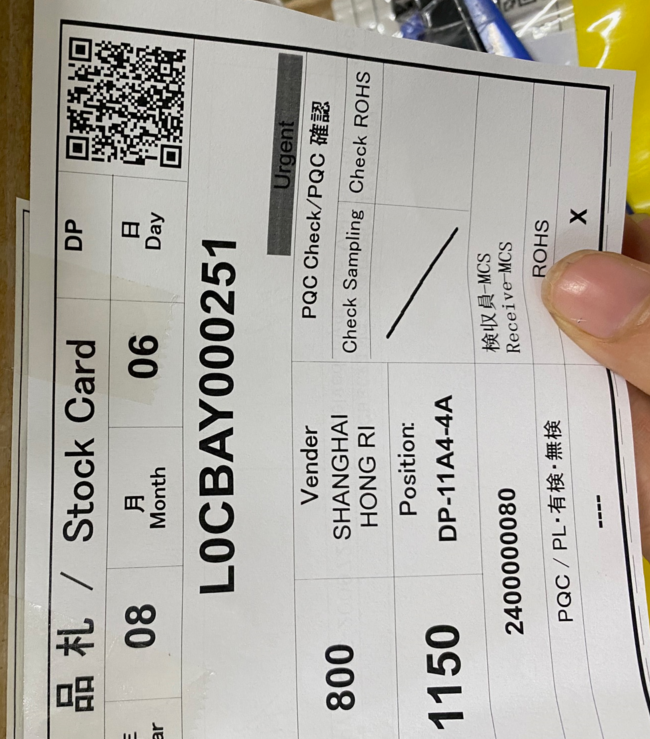 品 札 / Stock Card
DP
08
月
Month
06
日
Day
L0CBAY000251
Urgent
800
Vender
SHANGHAI
HONG RI
PQC Check/PQC 確認
Check Sampling
Check ROHS
1150
Position:
DP-11A4-4A
2400000080
検収員-MCS
Receive-MCS
PQC / PL・有検・無検
ROHS
----
X